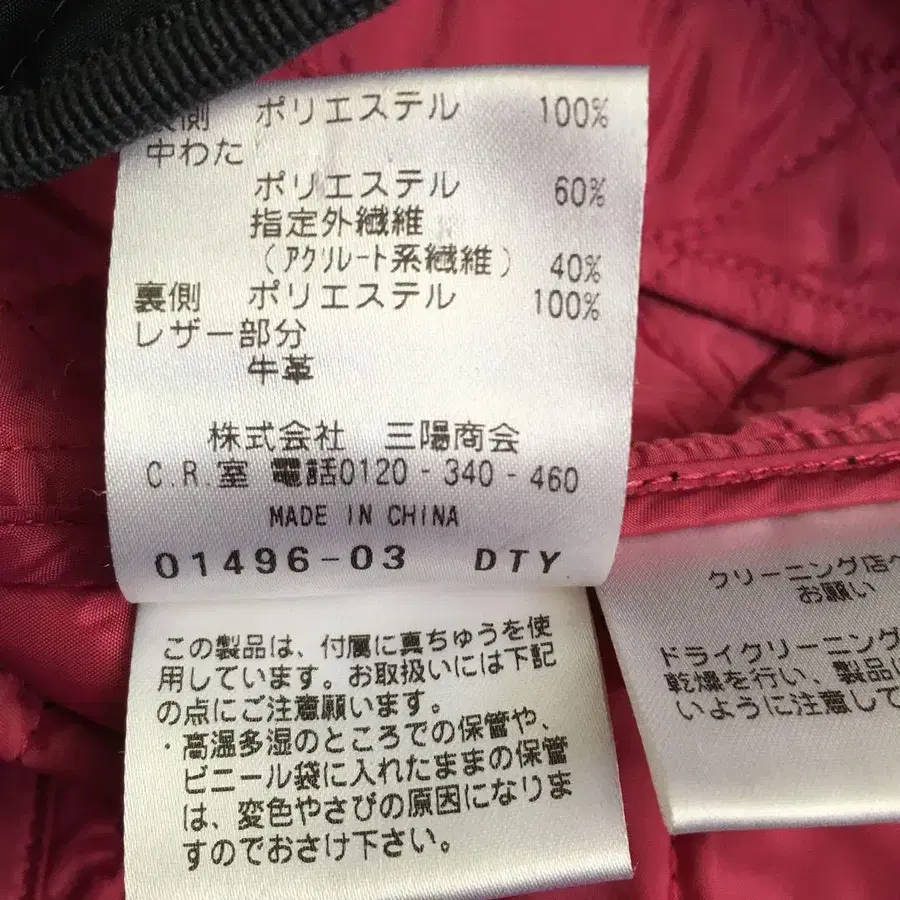 側 ポリエステル 100%
中わた
ポリエステル 60%
指定外繊維
(アクリレート系繊維) 40%
裏側 ポリエステル 100%
レザー部分
牛革
株式会社 三陽商会
C.R.室 電話0120-340-460
MADE IN CHINA
01496-03 DTY
この製品は、付属に真ちゅうを使
用しています。お取扱いには下記
の点にご注意願います。
・高温多湿のところでの保管や、
ビニール袋に入れたままの保管
は、変色やさびの原因になりま
すのでおさけ下さい。
クリーニング店へ
お願い
ドライクリーニング
乾燥を行い、製品
いように注意して